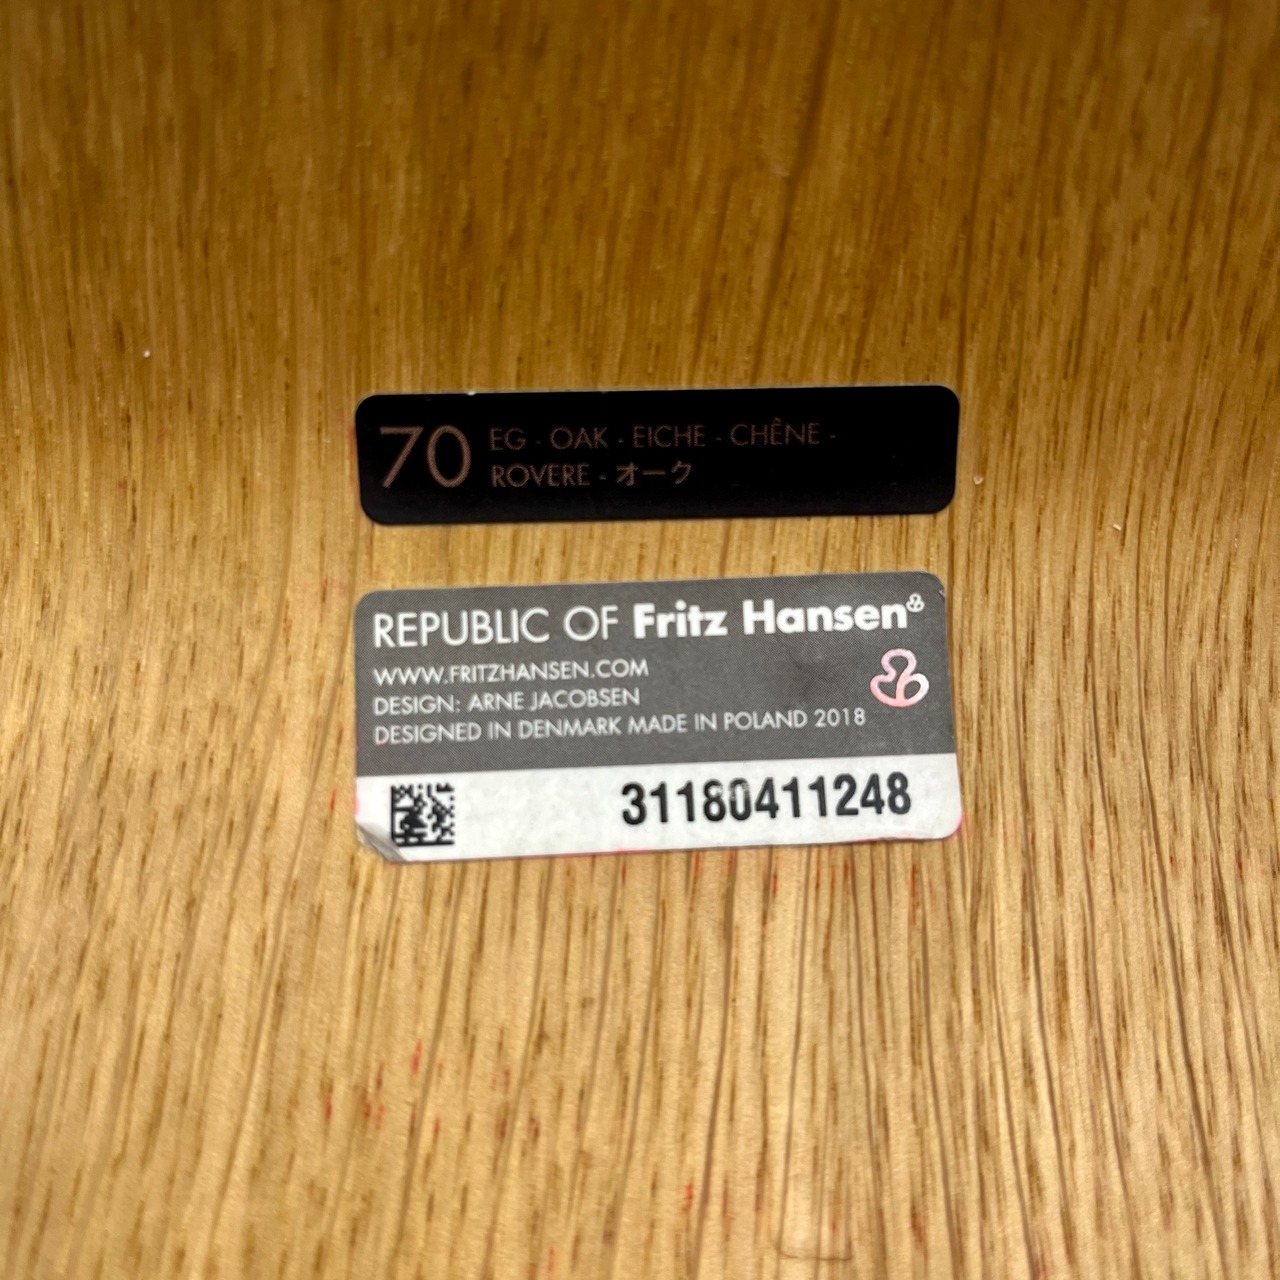 70 EG - OAK - EICHE - CHÊNE -
ROVERE - オーク
REPUBLIC OF Fritz Hansen
WWW.FRITZHANSEN.COM
DESIGN: ARNE JACOBSEN
DESIGNED IN DENMARK MADE IN POLAND 2018
31180411248